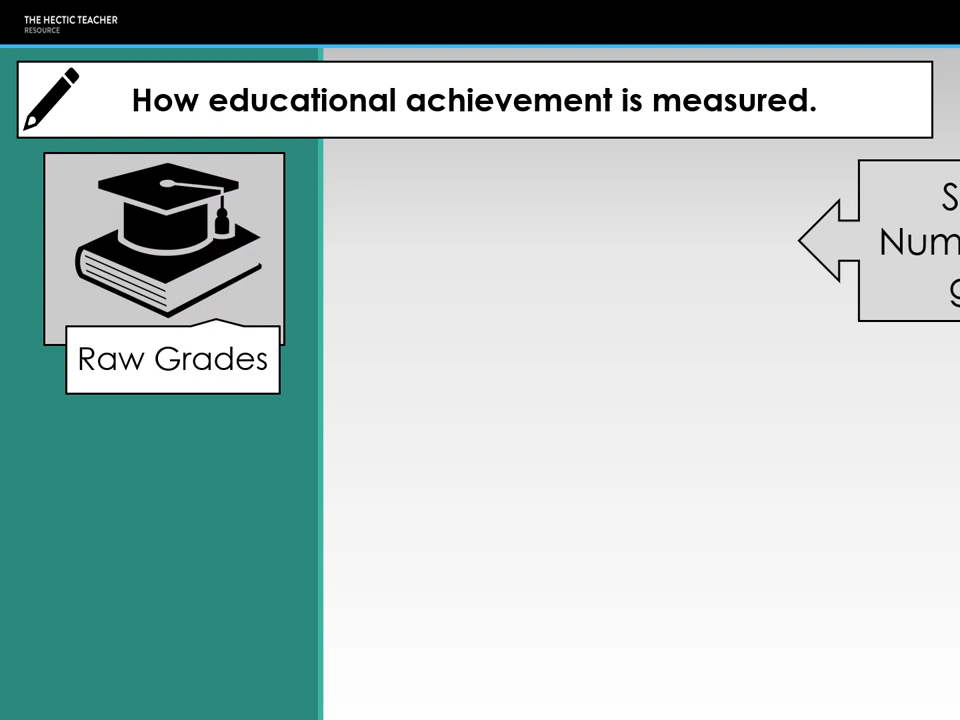 THE HECTIC TEACHER
RESOURCE
How educational achievement is measured.
Raw Grades